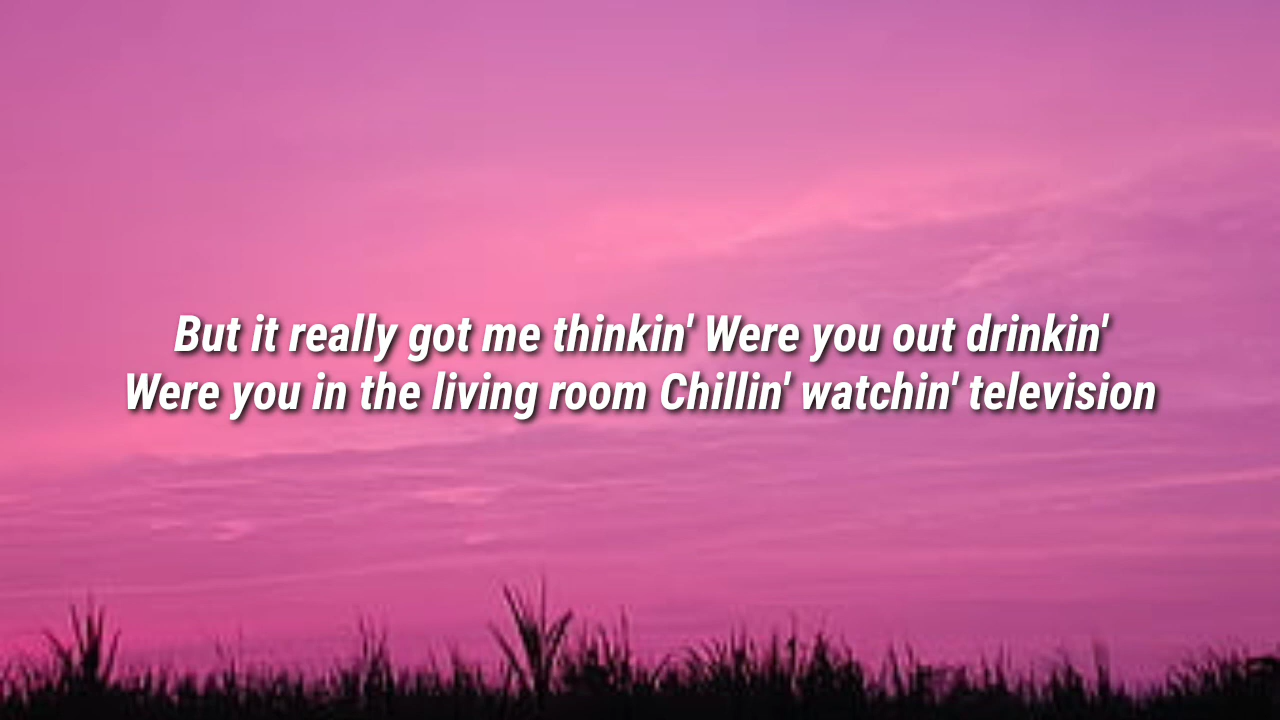 But it really got me thinkin' Were you out drinkin'
Were you in the living room Chillin' watchin' television